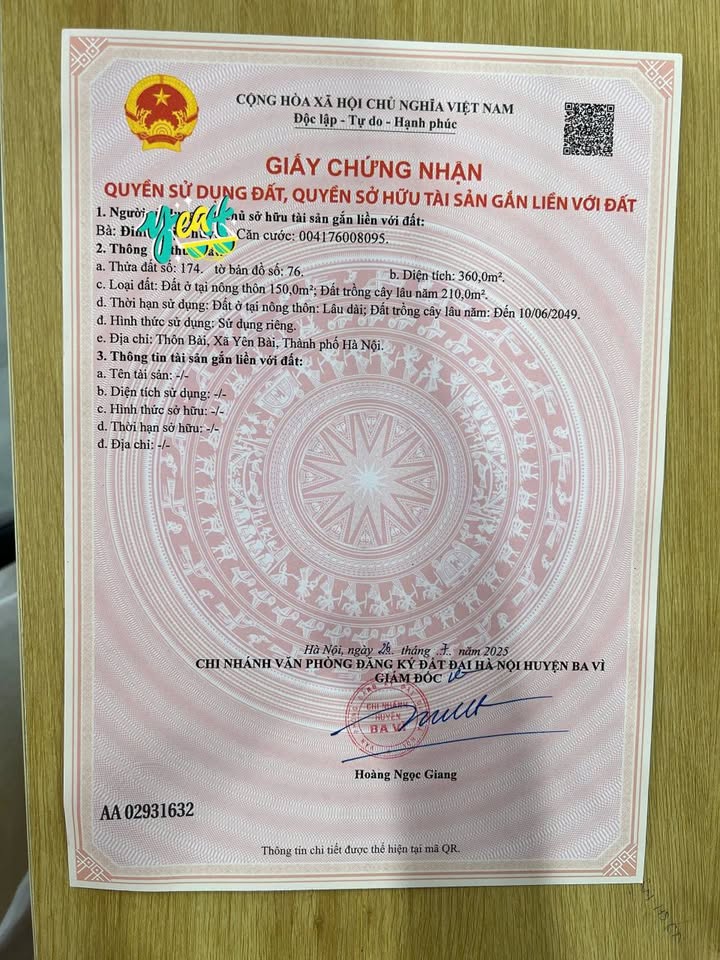 CỘNG HÒA XÃ HỘI CHỦ NGHĨA VIỆT NAM
Độc lập - Tự do - Hạnh phúc
GIẤY CHỨNG NHẬN
QUYỀN SỬ DỤNG ĐẤT, QUYỀN SỞ HỮU TÀI SẢN GẮN LIỀN VỚI ĐẤT
1. Người sở hữu tài sản gắn liền với đất:
yeah
Bà: Căn cước: 004176008095.
2. Thông
a. Thửa đất số: 174. tờ bản đồ số: 76. b. Diện tích: 360,0m².
c. Loại đất: Đất ở tại nông thôn 150,0m²; Đất trồng cây lâu năm 210,0m².
d. Thời hạn sử dụng: Đất ở tại nông thốn: Lâu dài; Đất trồng cây lâu năm: Đến 10/06/2049.
đ. Hình thức sử dụng: Sử dụng riêng.
e. Địa chỉ: Thôn Bài, Xã Yên Bài, Thành phố Hà Nội.
3. Thông tin tài sản gắn liền với đất:
a. Tên tài sản: -/-
b. Diện tích sử dụng: -/-
c. Hình thức sở hữu: -/-
d. Thời hạn sở hữu: -/-
đ. Địa chỉ: -/-
Hà Nội, ngày tháng năm 2025
CHI NHÁNH VĂN PHÒNG ĐĂNG KÝ ĐẤT ĐAI HÀ NỘI HUYỆN BA VÌ
GIÁM ĐỐC
CHI NHÁNH
HUYỆN
BA VÌ
Hoàng Ngọc Giang
AA 02931632
Thông tin chi tiết được thể hiện tại mã QR.